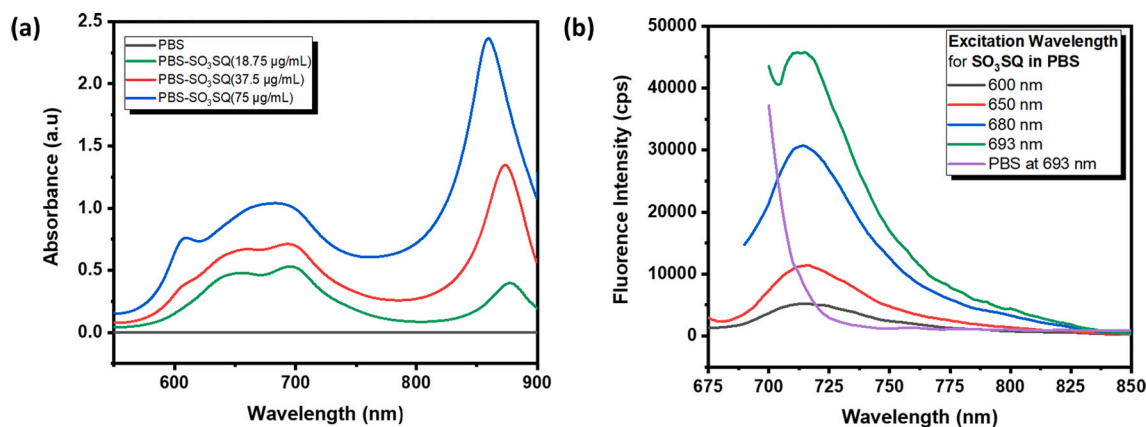 (a)
2.5
2.0
1.5
1.0
0.5
0.0
Absorbance (a.u)
PBS
PBS-SO₃SQ(18.75 µg/mL)
PBS-SO₃SQ(37.5 µg/mL)
PBS-SO₃SQ(75 µg/mL)
600 700 800 900
Wavelength (nm)
(b)
50000
40000
30000
20000
10000
0
Fluorence Intensity (cps)
Excitation Wavelength
for SO₃SQ in PBS
600 nm
650 nm
680 nm
693 nm
PBS at 693 nm
675 700 725 750 775 800 825 850
Wavelength (nm)